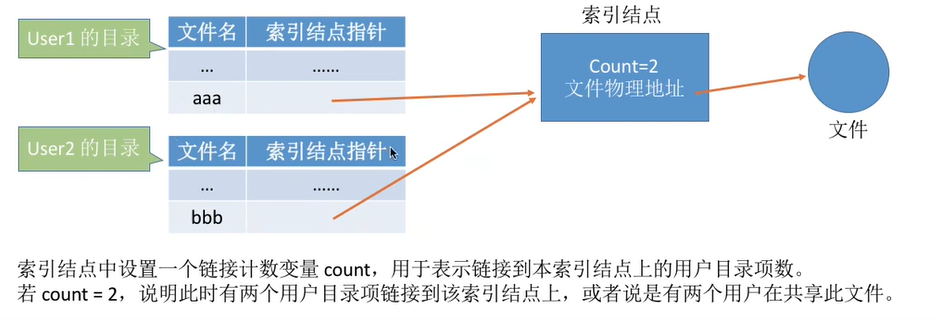 索引结点
User1 的目录
文件名 索引结点指针
... ......
aaa
Count=2
文件物理地址
文件
User2 的目录
文件名 索引结点指针
... ......
bbb
索引结点中设置一个链接计数变量 count，用于表示链接到本索引结点上的用户目录项数。
若 count = 2，说明此时有两个用户目录项链接到该索引结点上，或者说是有两个用户在共享此文件。